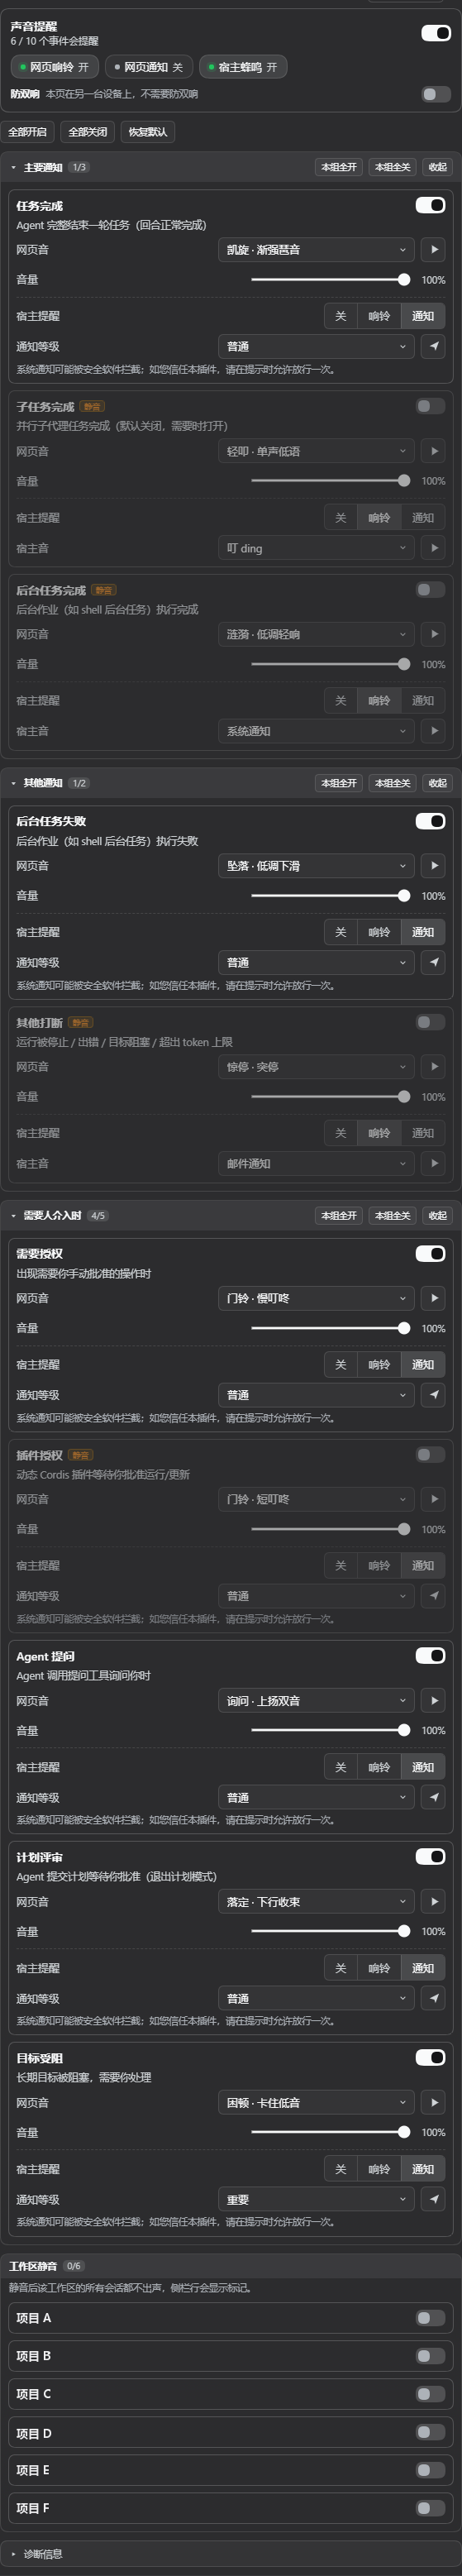 声音提醒
6 / 10 个事件会提醒
网页响铃 开 网页通知 关 宿主蜂鸣 开
防双响 本页在另一台设备上，不需要防双响
全部开启 全部关闭 恢复默认
主要通知 1/3 本组全开 本组全关 收起
任务完成
Agent 完整结束一轮任务（回合正常完成）
网页音 凯旋 · 渐强琶音
音量 100%
宿主提醒 关 响铃 通知
通知等级 普通
系统通知可能被安全软件拦截；如您信任本插件，请在提示时允许放行一次。
子任务完成 静音
并行子代理任务完成（默认关闭，需要时打开）
网页音 轻叩 · 单声低语
音量 100%
宿主提醒 关 响铃 通知
宿主音 叮 ding
后台任务完成 静音
后台作业（如 shell 后台任务）执行完成
网页音 涟漪 · 低调轻响
音量 100%
宿主提醒 关 响铃 通知
宿主音 系统通知
其他通知 1/2 本组全开 本组全关 收起
后台任务失败
后台作业（如 shell 后台任务）执行失败
网页音 坠落 · 低调下滑
音量 100%
宿主提醒 关 响铃 通知
通知等级 普通
系统通知可能被安全软件拦截；如您信任本插件，请在提示时允许放行一次。
其他打断 静音
运行被停止 / 出错 / 目标阻塞 / 超出 token 上限
网页音 惊停 · 突停
音量 100%
宿主提醒 关 响铃 通知
宿主音 邮件通知
需要人介入时 4/5 本组全开 本组全关 收起
需要授权
出现需要你手动批准的操作时
网页音 门铃 · 慢叮咚
音量 100%
宿主提醒 关 响铃 通知
通知等级 普通
系统通知可能被安全软件拦截；如您信任本插件，请在提示时允许放行一次。
插件授权 静音
动态 Cordis 插件等待你批准运行/更新
网页音 门铃 · 短叮咚
音量 100%
宿主提醒 关 响铃 通知
通知等级 普通
系统通知可能被安全软件拦截；如您信任本插件，请在提示时允许放行一次。
Agent 提问
Agent 调用提问工具询问你时
网页音 询问 · 上扬双音
音量 100%
宿主提醒 关 响铃 通知
通知等级 普通
系统通知可能被安全软件拦截；如您信任本插件，请在提示时允许放行一次。
计划评审
Agent 提交计划等待你批准（退出计划模式）
网页音 落定 · 下行收束
音量 100%
宿主提醒 关 响铃 通知
通知等级 普通
系统通知可能被安全软件拦截；如您信任本插件，请在提示时允许放行一次。
目标受阻
长期目标被阻塞，需要你处理
网页音 困顿 · 卡住低音
音量 100%
宿主提醒 关 响铃 通知
通知等级 重要
系统通知可能被安全软件拦截；如您信任本插件，请在提示时允许放行一次。
工作区静音 0/6
静音后该工作区的所有会话都不出声，侧栏行会显示标记。
项目 A
项目 B
项目 C
项目 D
项目 E
项目 F
诊断信息